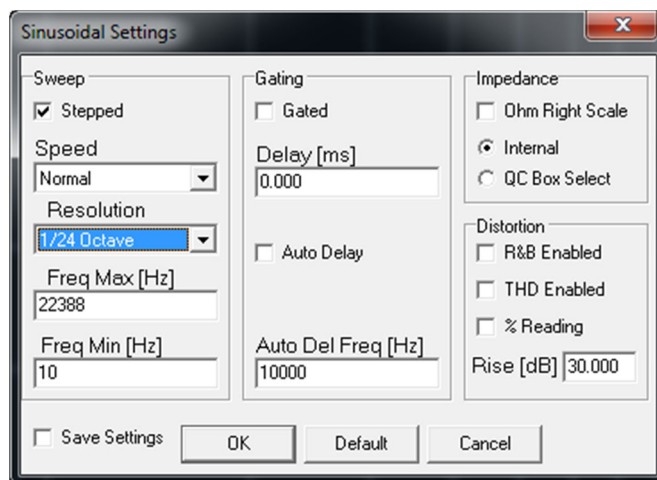 Sinusoidal Settings
Sweep
Stepped
Speed
Normal
Resolution
1/24 Octave
Freq Max [Hz]
22388
Freq Min [Hz]
10
Gating
Gated
Delay [ms]
0.000
Auto Delay
Auto Del Freq [Hz]
10000
Impedance
Ohm Right Scale
Internal
QC Box Select
Distortion
R&B Enabled
THD Enabled
% Reading
Rise [dB] 30.000
Save Settings OK Default Cancel